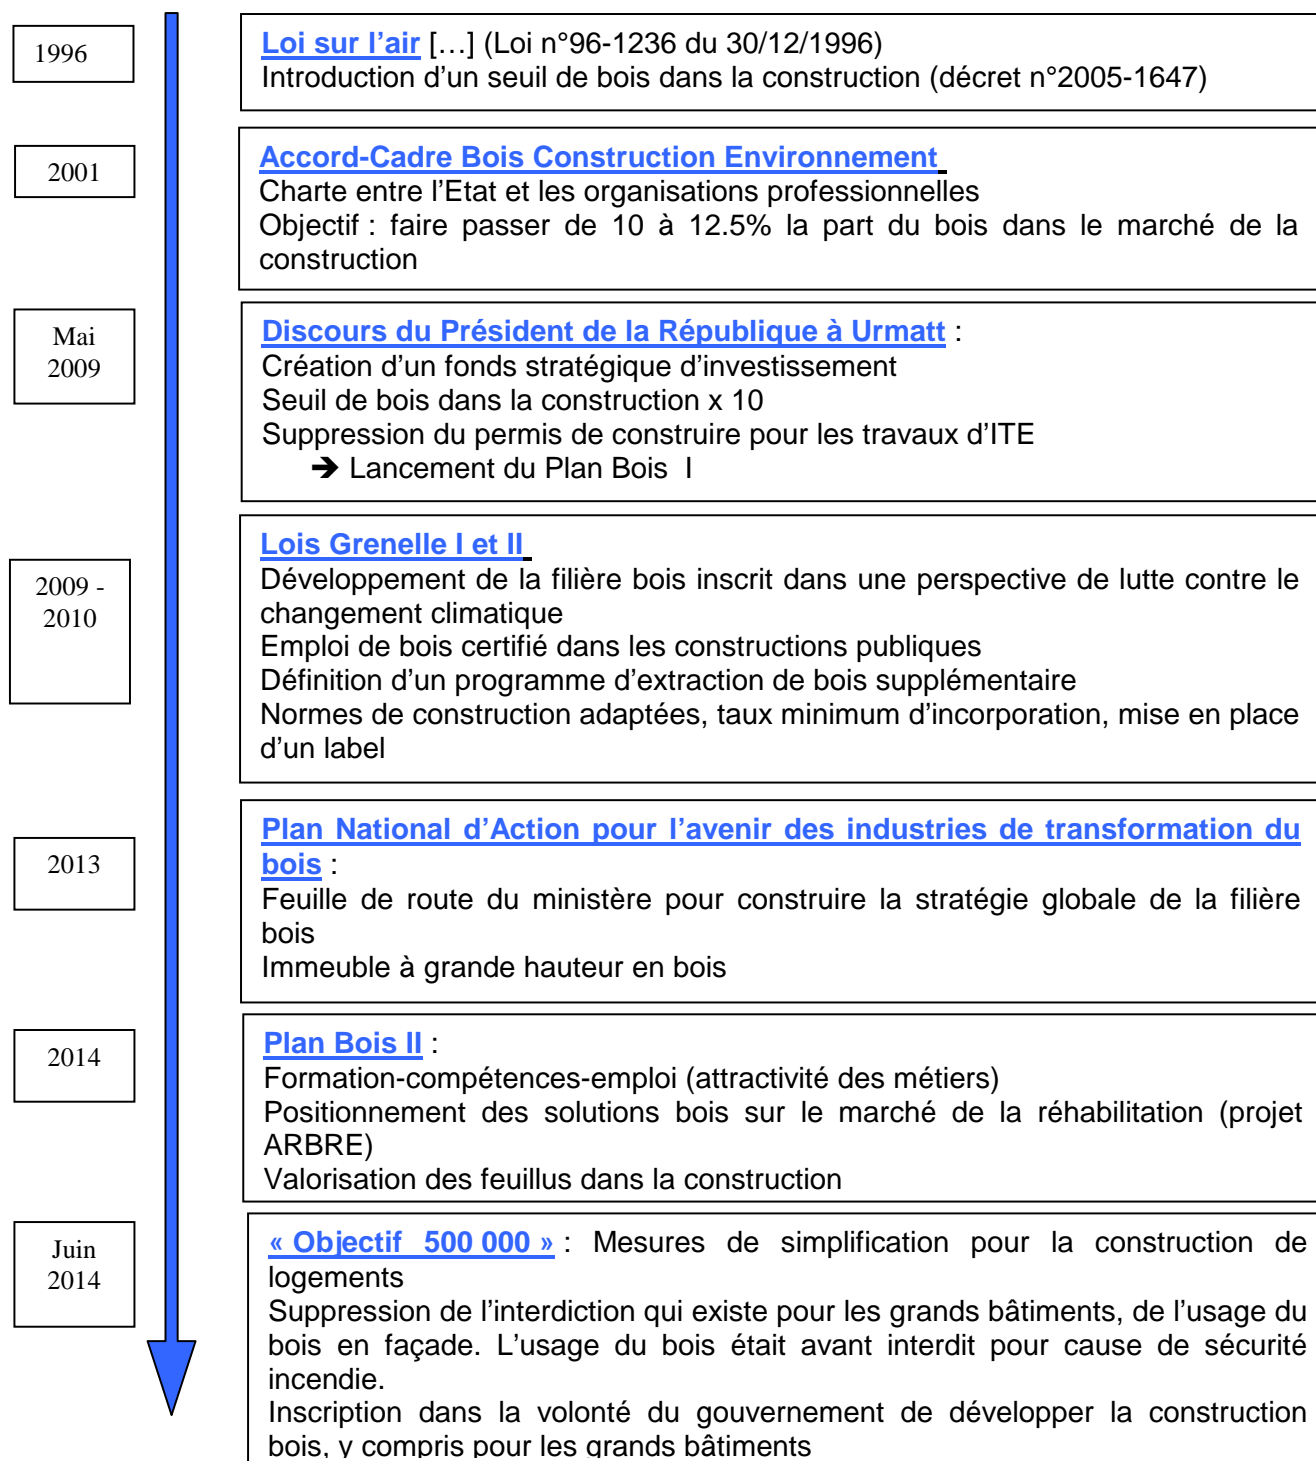 1996
Loi sur l’air […] (Loi n°96-1236 du 30/12/1996)
Introduction d’un seuil de bois dans la construction (décret n°2005-1647)
2001
Accord-Cadre Bois Construction Environnement
Charte entre l’Etat et les organisations professionnelles
Objectif : faire passer de 10 à 12.5% la part du bois dans le marché de la
construction
Mai
2009
Discours du Président de la République à Urmatt :
Création d’un fonds stratégique d’investissement
Seuil de bois dans la construction x 10
Suppression du permis de construire pour les travaux d’ITE
➔ Lancement du Plan Bois I
2009 -
2010
Lois Grenelle I et II
Développement de la filière bois inscrit dans une perspective de lutte contre le
changement climatique
Emploi de bois certifié dans les constructions publiques
Définition d’un programme d’extraction de bois supplémentaire
Normes de construction adaptées, taux minimum d’incorporation, mise en place
d’un label
2013
Plan National d’Action pour l’avenir des industries de transformation du
bois :
Feuille de route du ministère pour construire la stratégie globale de la filière
bois
Immeuble à grande hauteur en bois
2014
Plan Bois II :
Formation-compétences-emploi (attractivité des métiers)
Positionnement des solutions bois sur le marché de la réhabilitation (projet
ARBRE)
Valorisation des feuillus dans la construction
Juin
2014
« Objectif 500 000 » : Mesures de simplification pour la construction de
logements
Suppression de l’interdiction qui existe pour les grands bâtiments, de l’usage du
bois en façade. L’usage du bois était avant interdit pour cause de sécurité
incendie.
Inscription dans la volonté du gouvernement de développer la construction
bois, y compris pour les grands bâtiments